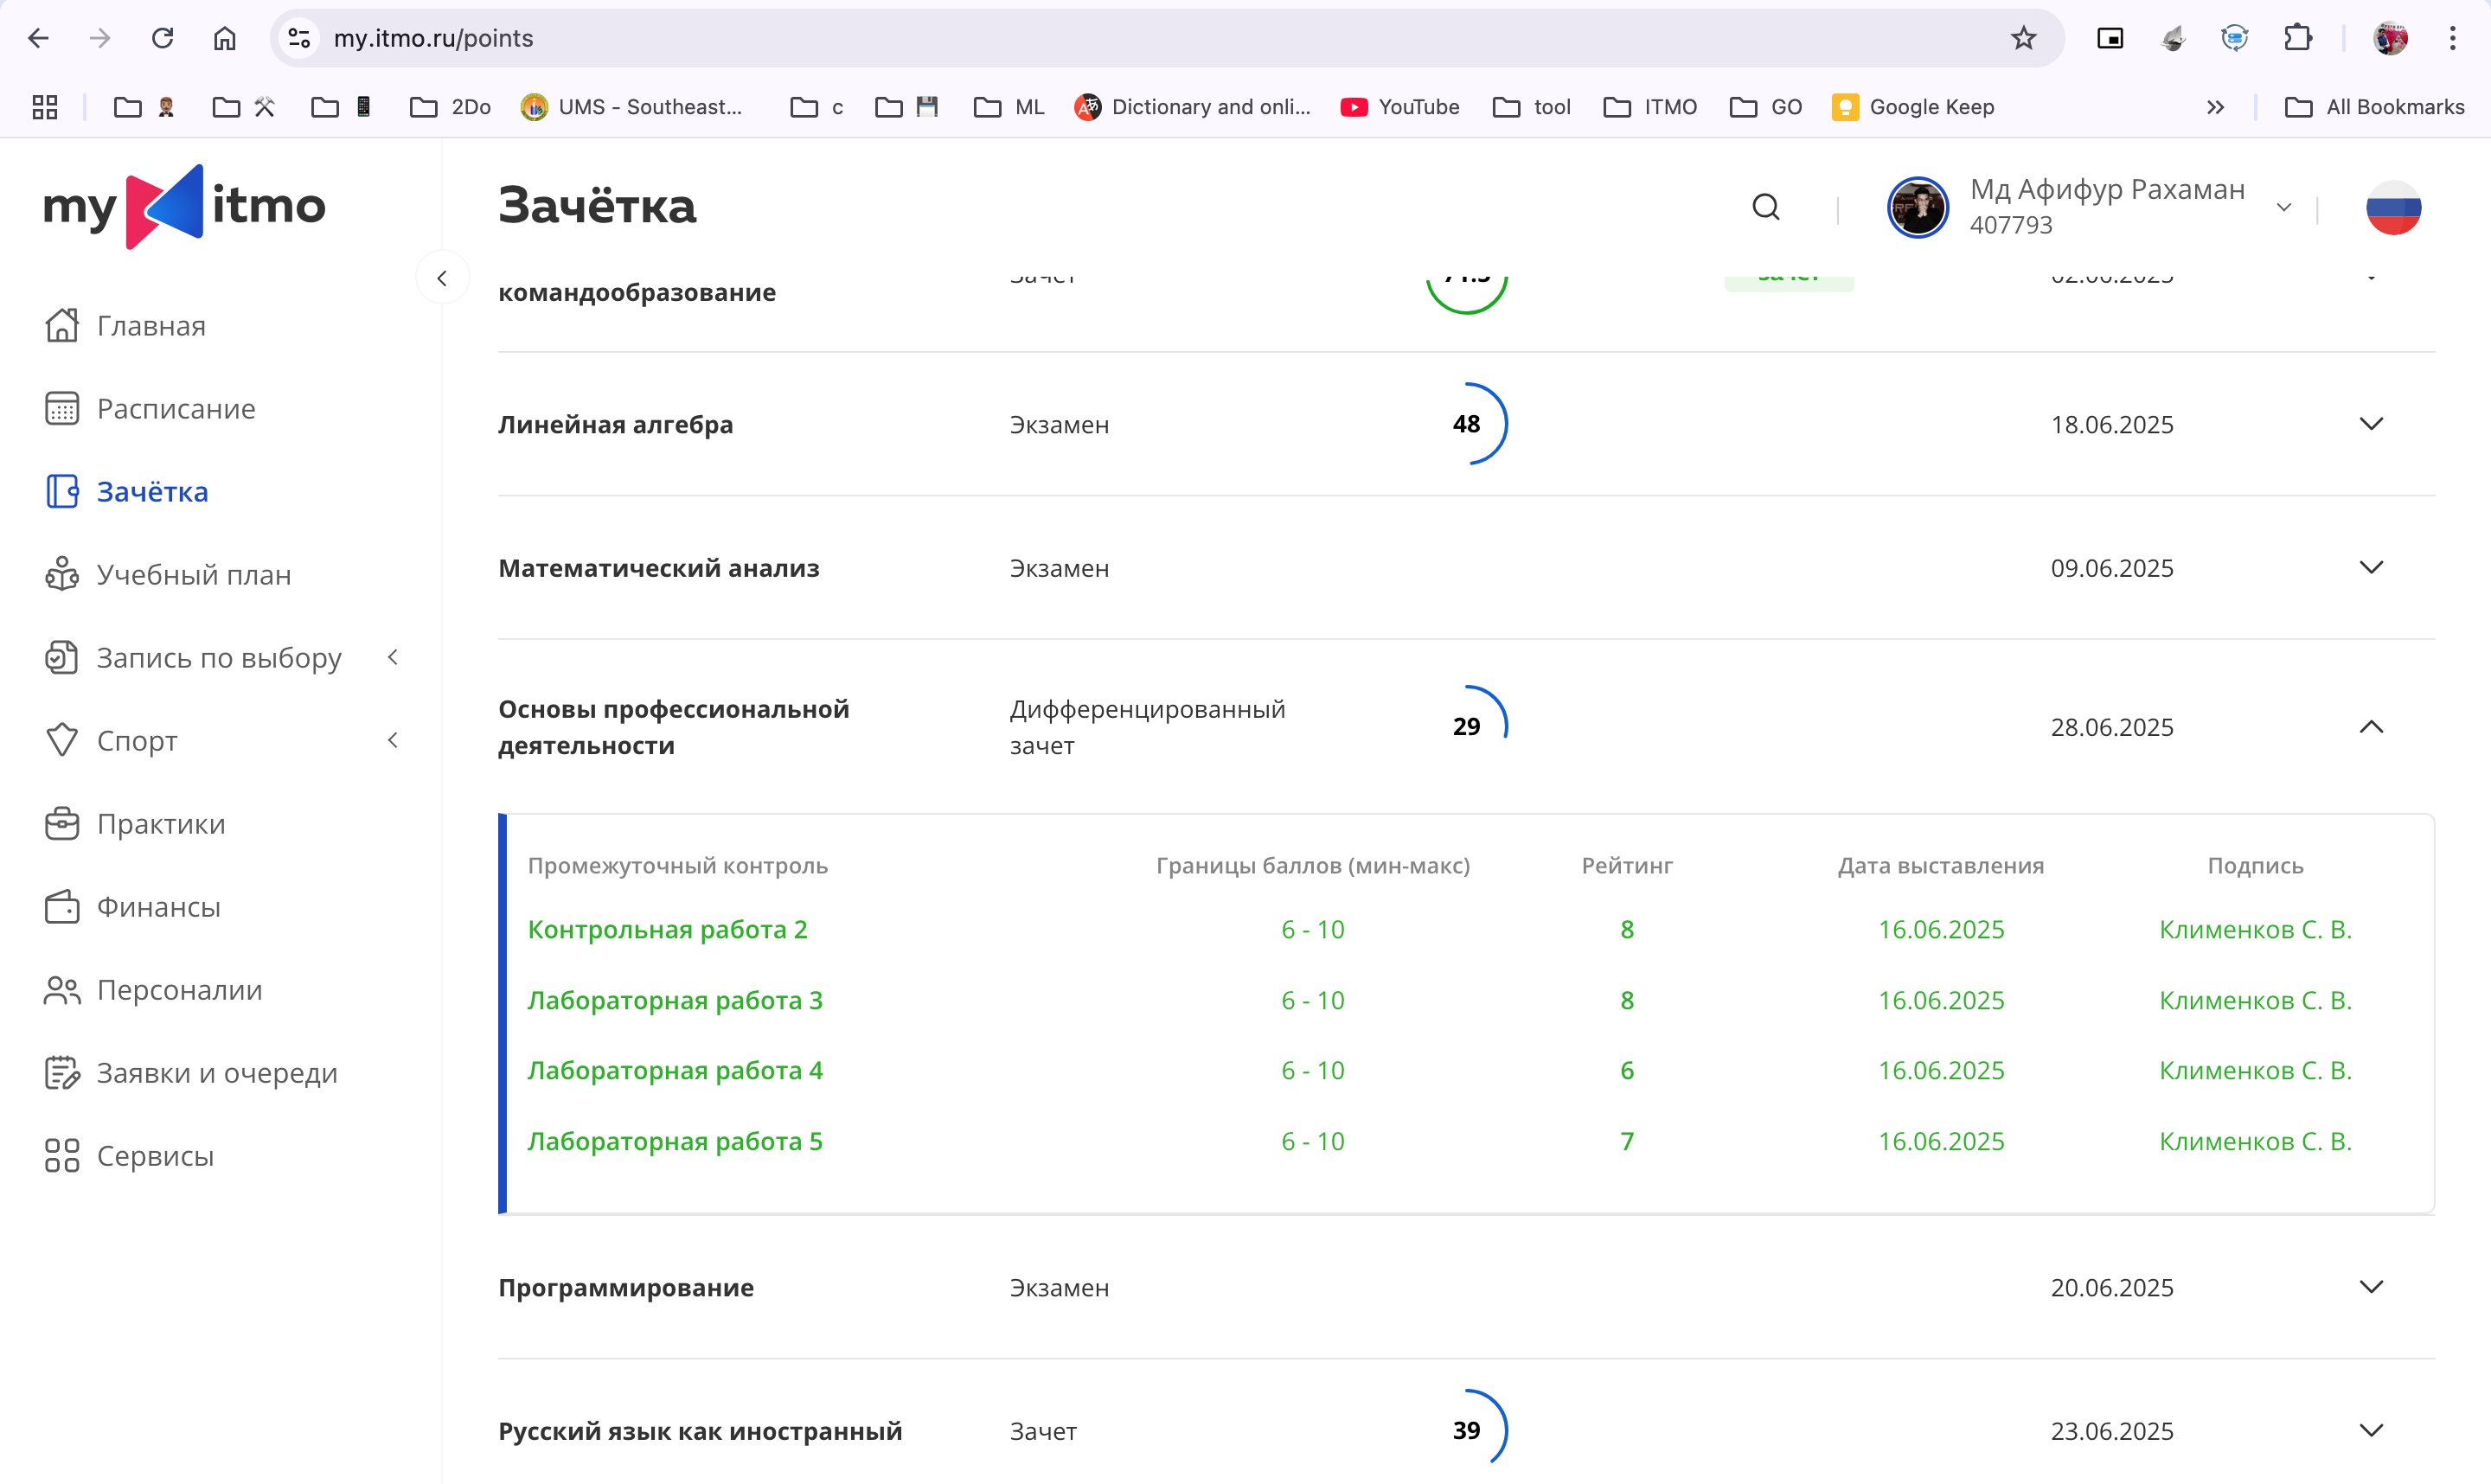 my.itmo.ru/points
2Do
UMS - Southeast...
c
ML
Dictionary and onli...
YouTube
tool
ITMO
GO
Google Keep
All Bookmarks
my itmo
Зачётка
Мд Афифур Рахаман
407793
Главная
Расписание
Зачётка
Учебный план
Запись по выбору
Спорт
Практики
Финансы
Персоналии
Заявки и очереди
Сервисы
командообразование
Линейная алгебра Экзамен 48 18.06.2025
Математический анализ Экзамен 09.06.2025
Основы профессиональной
деятельности
Дифференцированный
зачет
29 28.06.2025
Промежуточный контроль Границы баллов (мин-макс) Рейтинг Дата выставления Подпись
Контрольная работа 2 6 - 10 8 16.06.2025 Клименков С. В.
Лабораторная работа 3 6 - 10 8 16.06.2025 Клименков С. В.
Лабораторная работа 4 6 - 10 6 16.06.2025 Клименков С. В.
Лабораторная работа 5 6 - 10 7 16.06.2025 Клименков С. В.
Программирование Экзамен 20.06.2025
Русский язык как иностранный Зачет 39 23.06.2025